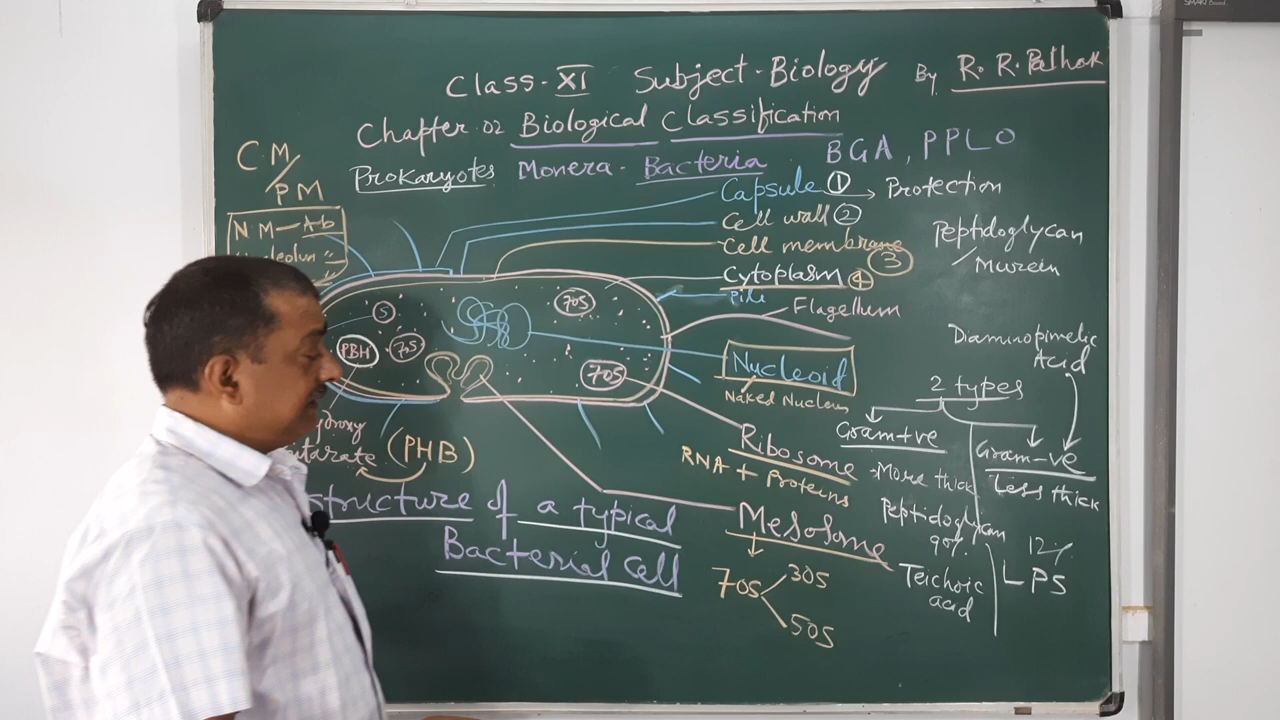 Class-XI Subject-Biology By R. R. Pathak
Chapter 02 Biological Classification
Prokaryotes Monera - Bacteria BGA, PPLO
CM/PM
NM-Ab
Capsule ① → Protection
Cell wall ②
Cell membrane ③
Cytoplasm ④
Pili
Flagellum
Peptidoglycan
Murein
Nucleoid
Naked Nucleus
70S
S
70S
PBH
70S
Diaminopimelic
Acid
2 types
Gram+ve
More thick
Peptidoglycan
90%
Teichoic
acid
Gram-ve
Less thick
12%
LPS
Ribosome
RNA + Proteins
Mesosome
70S
30S
50S
(PHB)
structure of a typical
Bacterial Cell